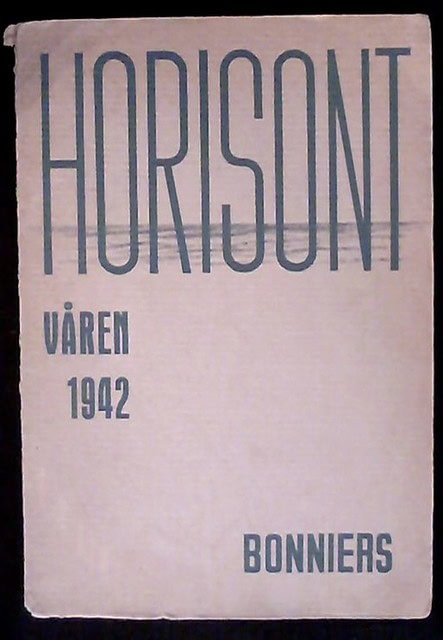 HORISONT
VÅREN
1942
BONNIERS